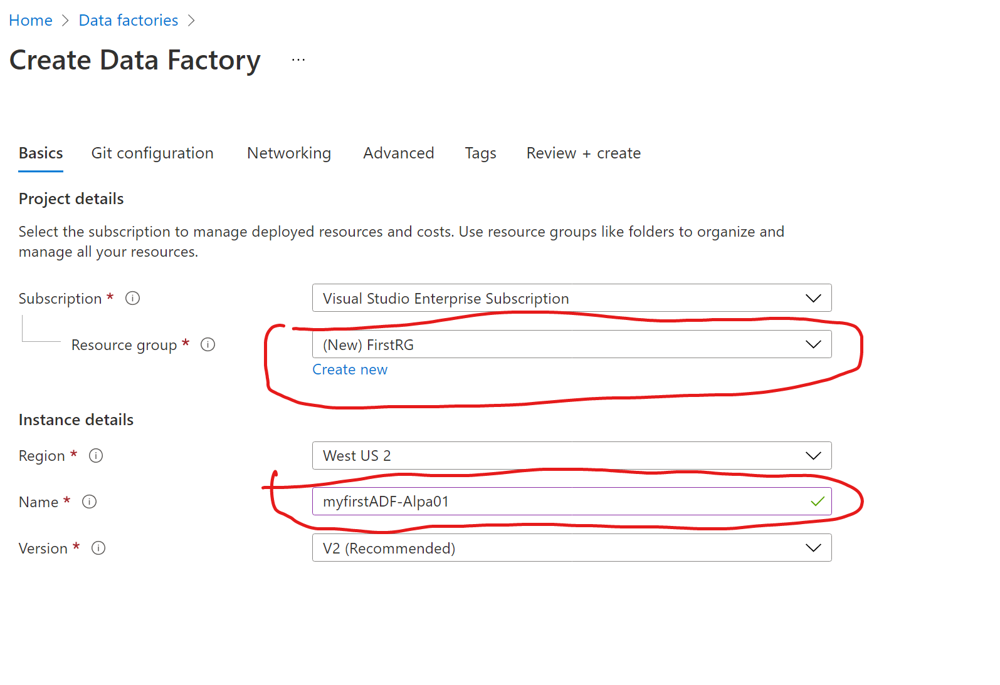 Home > Data factories >
Create Data Factory ...
Basics Git configuration Networking Advanced Tags Review + create
Project details
Select the subscription to manage deployed resources and costs. Use resource groups like folders to organize and
manage all your resources.
Subscription * Visual Studio Enterprise Subscription
Resource group * (New) FirstRG
Create new
Instance details
Region * West US 2
Name * myfirstADF-Alpa01
Version * V2 (Recommended)